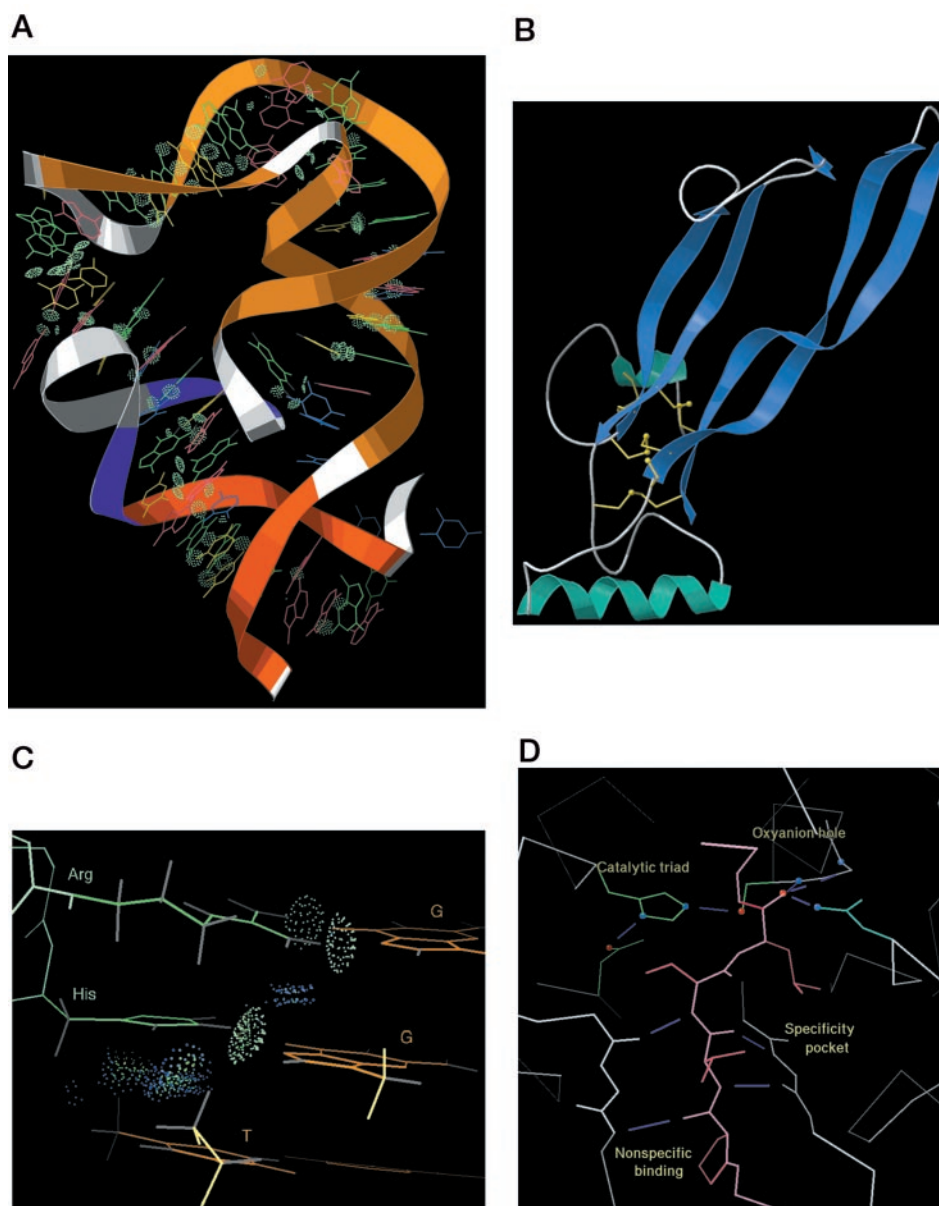 A
B
C
Arg
G
His
G
T
D
Oxyanion hole
Catalytic triad
Specificity
pocket
Nonspecific
binding